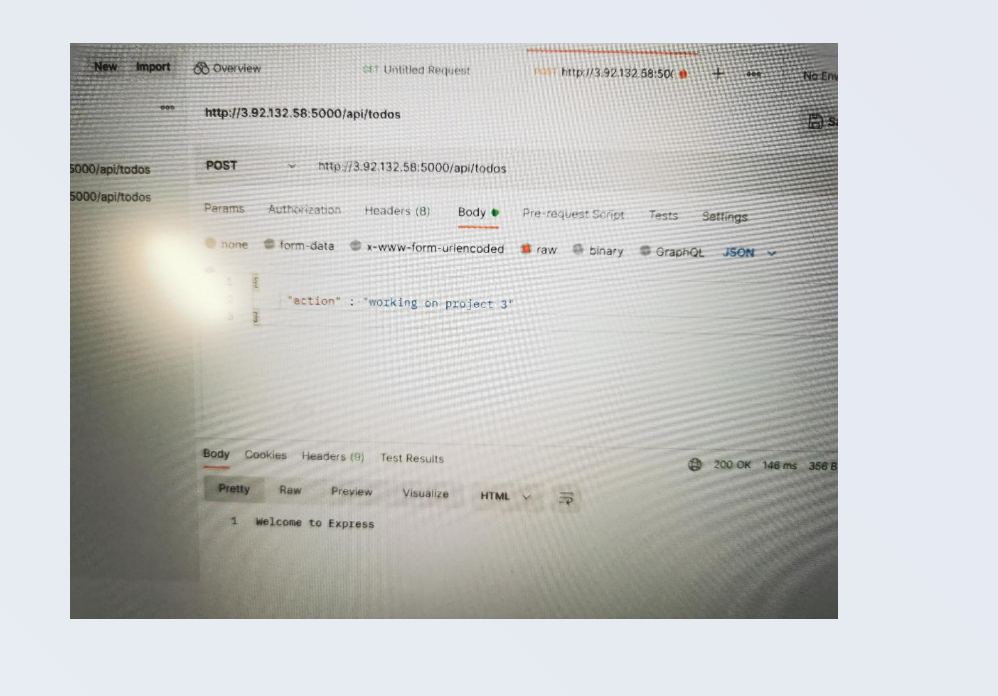 New Import Overview GET Untitled Request POST http://3.92.132.58:50( + ooo No Env
ooo http://3.92.132.58:5000/api/todos
5000/api/todos POST http://3.92.132.58:5000/api/todos
5000/api/todos
Params Authorization Headers (8) Body Pre-request Script Tests Settings
none form-data x-www-form-urlencoded raw binary GraphQL JSON
"action" : "working on project 3"
Body Cookies Headers (9) Test Results 200 OK 146 ms 356 B
Pretty Raw Preview Visualize HTML
1 Welcome to Express